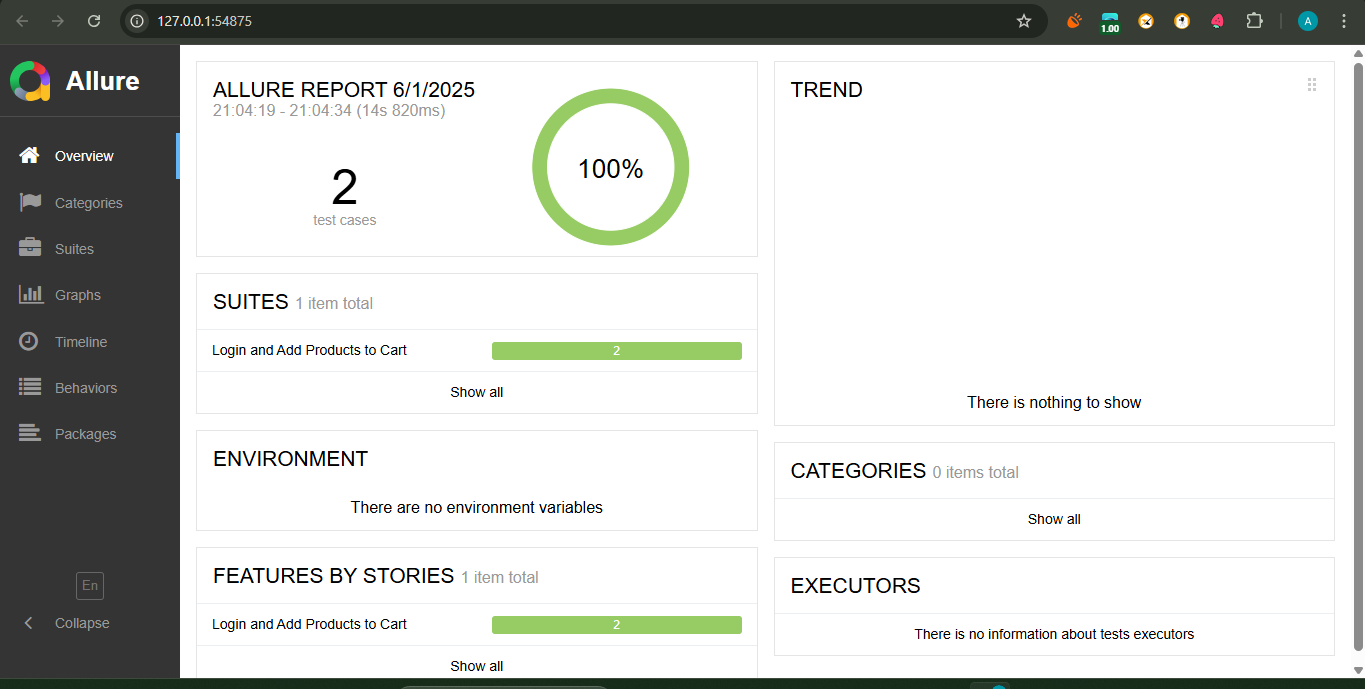 127.0.0.1:54875
1.00
A
Allure
Overview
Categories
Suites
Graphs
Timeline
Behaviors
Packages
En
Collapse
ALLURE REPORT 6/1/2025
21:04:19 - 21:04:34 (14s 820ms)
2
test cases
100%
SUITES 1 item total
Login and Add Products to Cart 2
Show all
ENVIRONMENT
There are no environment variables
FEATURES BY STORIES 1 item total
Login and Add Products to Cart 2
Show all
TREND
There is nothing to show
CATEGORIES 0 items total
Show all
EXECUTORS
There is no information about tests executors